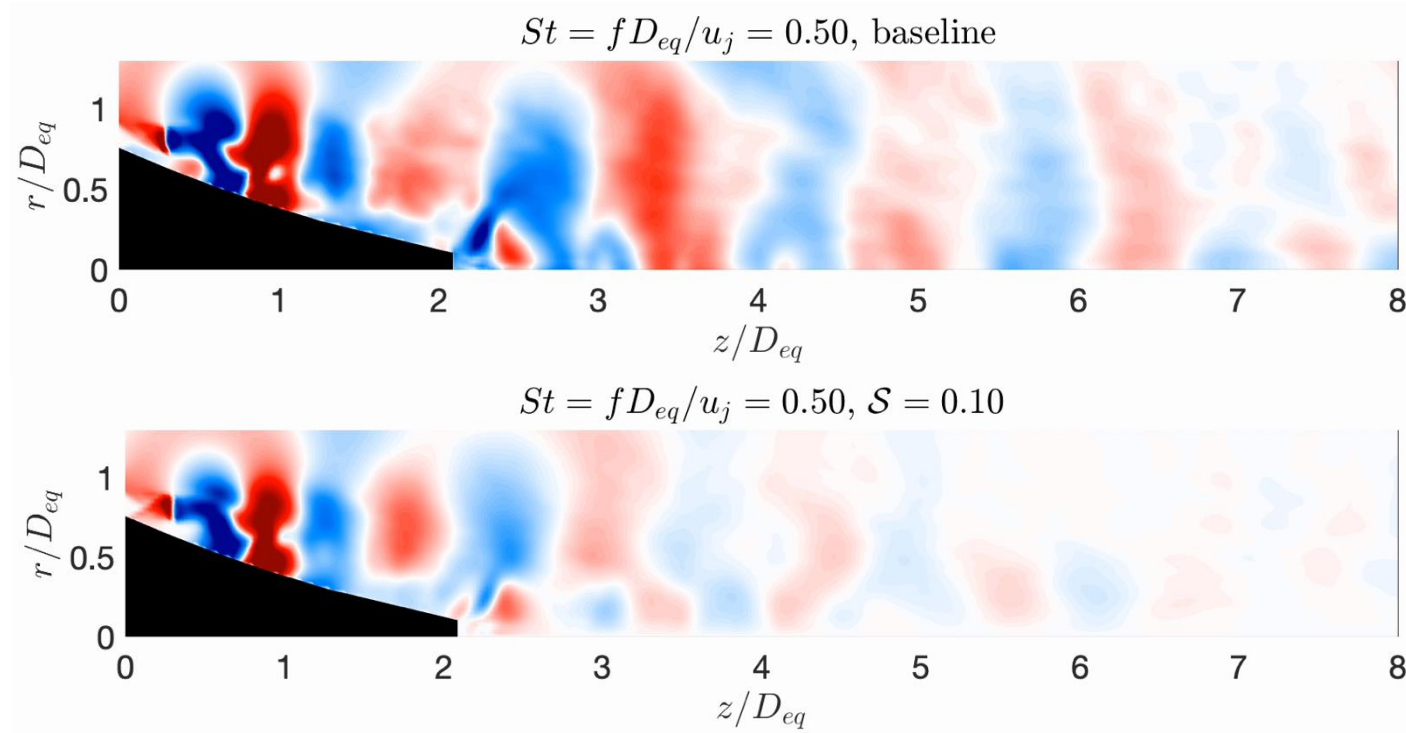 St = fD_{eq}/u_j = 0.50, baseline
r/D_{eq}
1
0.5
0
0 1 2 3 4 5 6 7 8
z/D_{eq}
St = fD_{eq}/u_j = 0.50, 𝒮 = 0.10
r/D_{eq}
1
0.5
0
0 1 2 3 4 5 6 7 8
z/D_{eq}